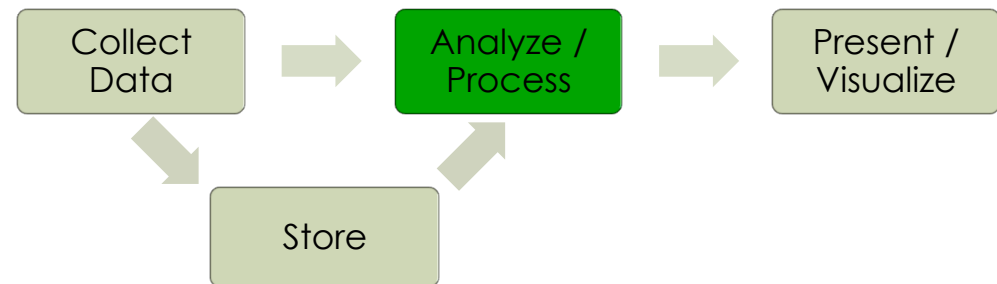 Collect
Data
Analyze /
Process
Present /
Visualize
Store